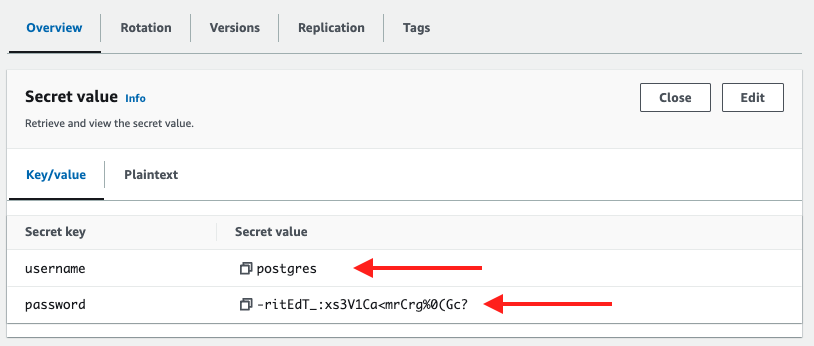 Overview Rotation Versions Replication Tags
Secret value Info Close Edit
Retrieve and view the secret value.
Key/value Plaintext
Secret key Secret value
username postgres
password -ritEdT_:xs3V1Ca<mrCrg%0(Gc?